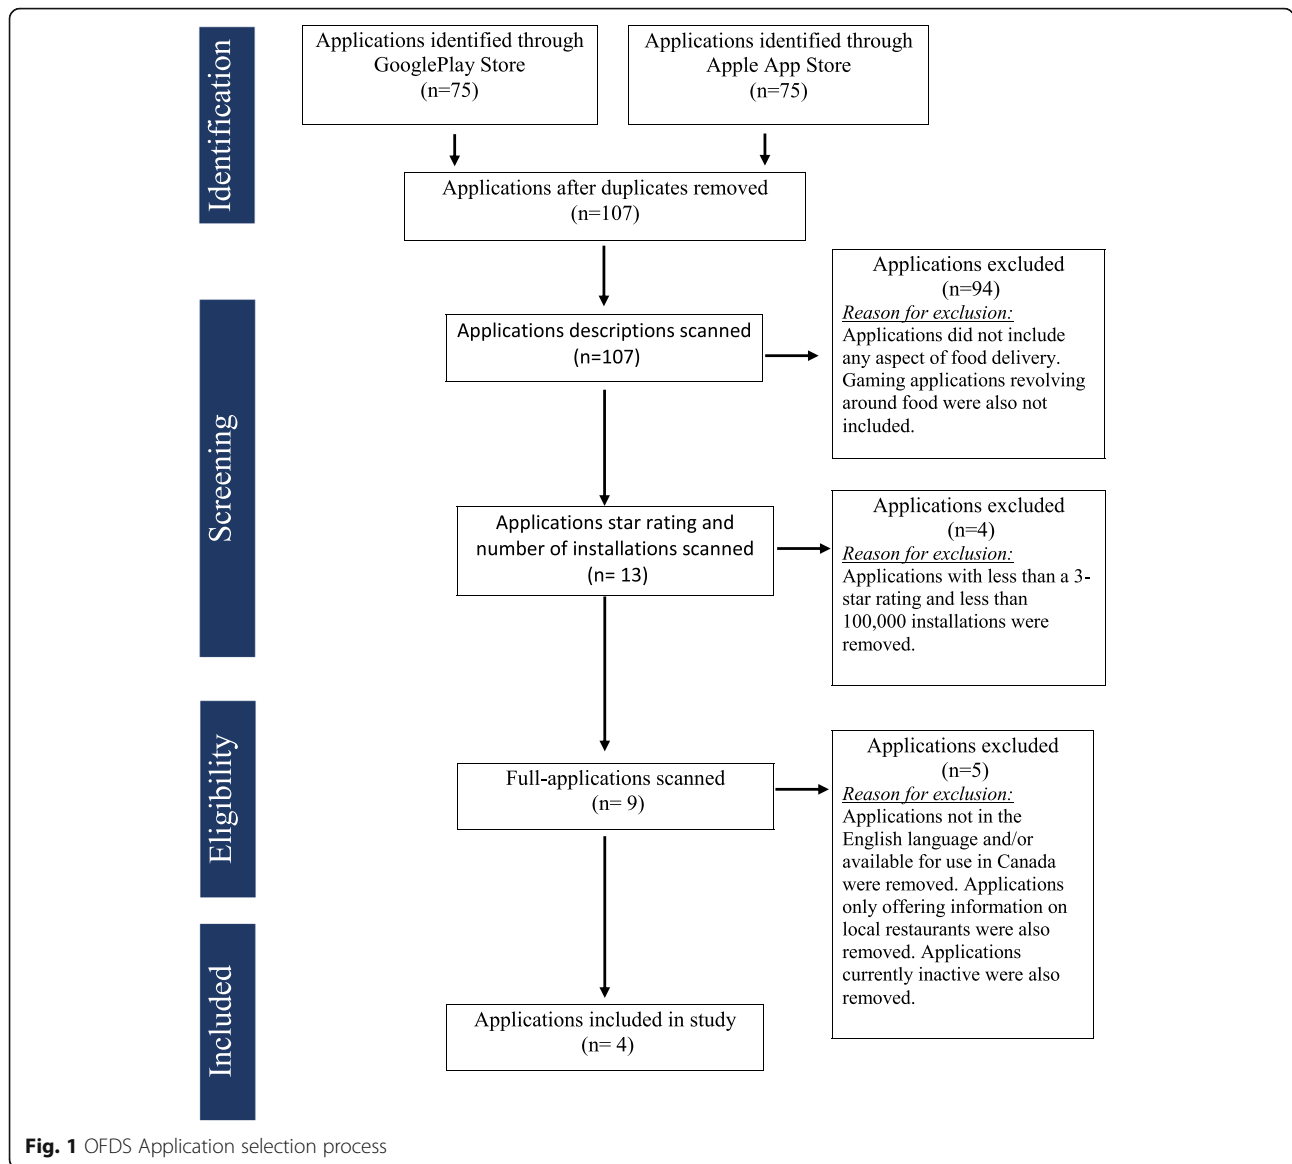 Identification
Applications identified through
GooglePlay Store
(n=75)
Applications identified through
Apple App Store
(n=75)
Applications after duplicates removed
(n=107)
Screening
Applications descriptions scanned
(n=107)
Applications excluded
(n=94)
Reason for exclusion:
Applications did not include
any aspect of food delivery.
Gaming applications revolving
around food were also not
included.
Applications star rating and
number of installations scanned
(n= 13)
Applications excluded
(n=4)
Reason for exclusion:
Applications with less than a 3-
star rating and less than
100,000 installations were
removed.
Eligibility
Full-applications scanned
(n= 9)
Applications excluded
(n=5)
Reason for exclusion:
Applications not in the
English language and/or
available for use in Canada
were removed. Applications
only offering information on
local restaurants were also
removed. Applications
currently inactive were also
removed.
Included
Applications included in study
(n= 4)
Fig. 1 OFDS Application selection process